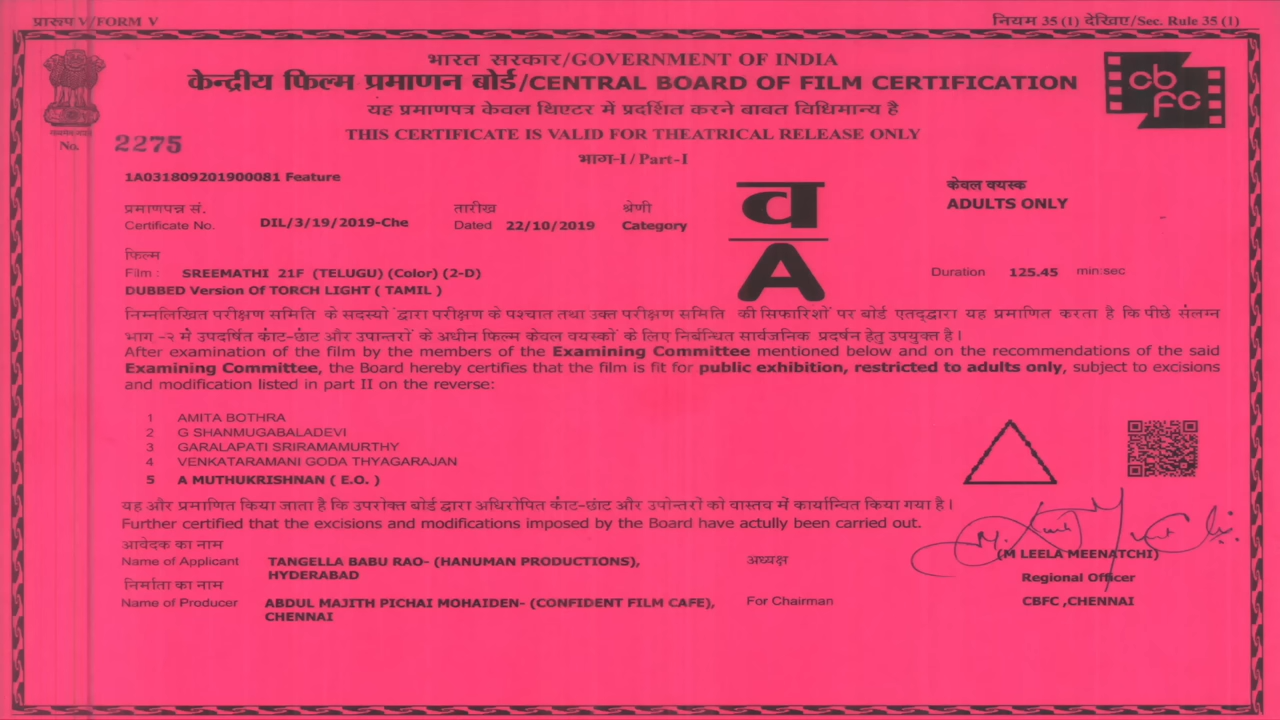 प्रारूप V/FORM V
नियम 35 (1) देखिए/Sec. Rule 35 (1)
भारत सरकार/GOVERNMENT OF INDIA
केन्द्रीय फिल्म प्रमाणन बोर्ड/CENTRAL BOARD OF FILM CERTIFICATION
cb
fc
यह प्रमाणपत्र केवल थिएटर में प्रदर्शित करने बाबत विधिमान्य है
THIS CERTIFICATE IS VALID FOR THEATRICAL RELEASE ONLY
सत्यमेव जयते
No. 2275
भाग-I/Part-I
1A031809201900081 Feature
व
A
केवल वयस्क
ADULTS ONLY
प्रमाणपत्र सं. तारीख श्रेणी
Certificate No. DIL/3/19/2019-Che Dated 22/10/2019 Category
फिल्म
Film : SREEMATHI 21F (TELUGU) (Color) (2-D) Duration 125.45 min:sec
DUBBED Version Of TORCH LIGHT ( TAMIL )
निम्नलिखित परीक्षण समिति के सदस्यों द्वारा परीक्षण के पश्चात तथा उक्त परीक्षण समिति की सिफारिशों पर बोर्ड एतद्द्वारा यह प्रमाणित करता है कि पीछे संलग्न
भाग -२ में उपदर्षित काट-छांट और उपान्तरों के अधीन फिल्म केवल वयस्कों के लिए निर्बन्धित सार्वजनिक प्रदर्षन हेतु उपयुक्त है।
After examination of the film by the members of the Examining Committee mentioned below and on the recommendations of the said
Examining Committee, the Board hereby certifies that the film is fit for public exhibition, restricted to adults only, subject to excisions
and modification listed in part II on the reverse:
1 AMITA BOTHRA
2 G SHANMUGABALADEVI
3 GARALAPATI SRIRAMAMURTHY
4 VENKATARAMANI GODA THYAGARAJAN
5 A MUTHUKRISHNAN ( E.O. )
यह और प्रमाणित किया जाता है कि उपरोक्त बोर्ड द्वारा अधिरोपित काट-छांट और उपोन्तरों को वास्तव में कार्यान्वित किया गया है।
Further certified that the excisions and modifications imposed by the Board have actully been carried out.
आवेदक का नाम
Name of Applicant TANGELLA BABU RAO- (HANUMAN PRODUCTIONS),
HYDERABAD
अध्यक्ष
(M LEELA MEENATCHI)
Regional Officer
निर्माता का नाम
Name of Producer ABDUL MAJITH PICHAI MOHAIDEN- (CONFIDENT FILM CAFE),
CHENNAI
For Chairman
CBFC ,CHENNAI